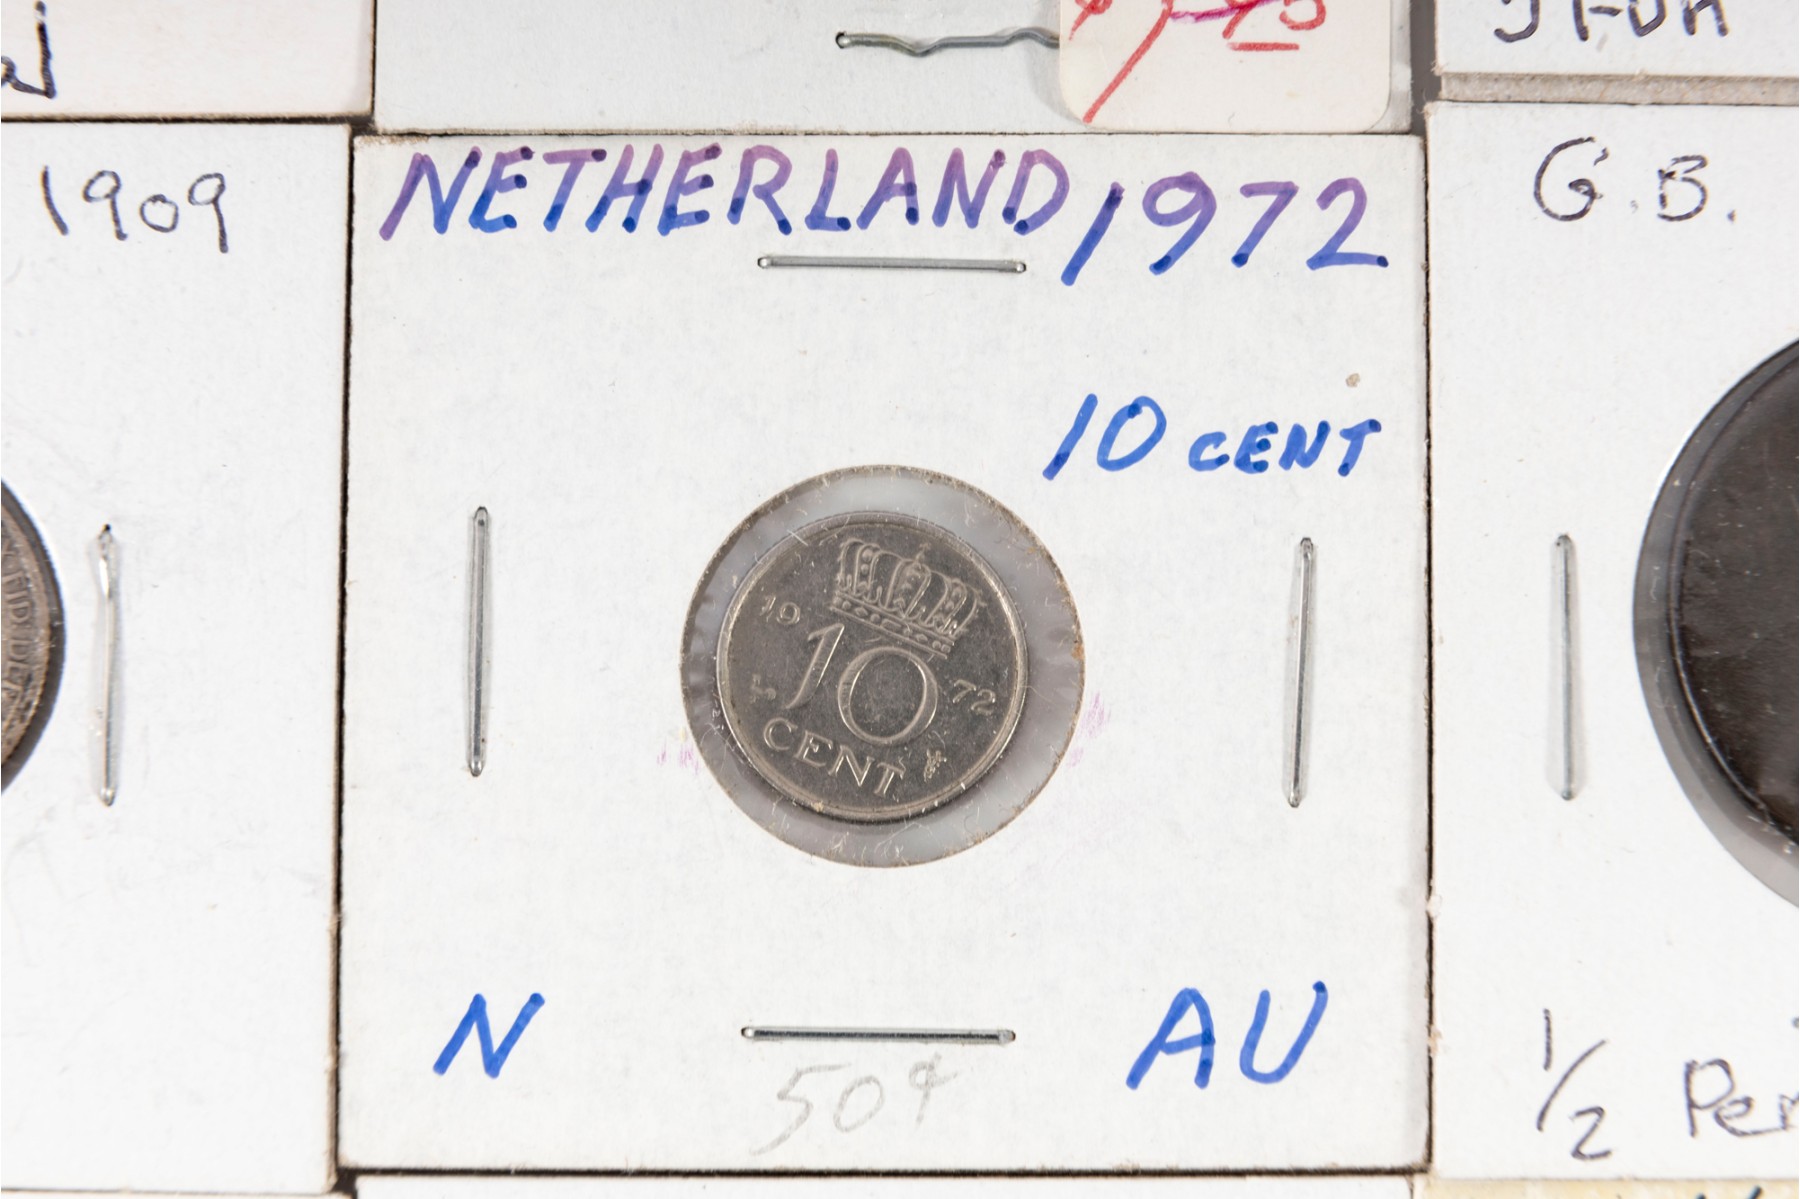 1909
NETHERLAND 1972
10 CENT
19 72
10
CENT
N
AU
50¢
G.B.
1/2